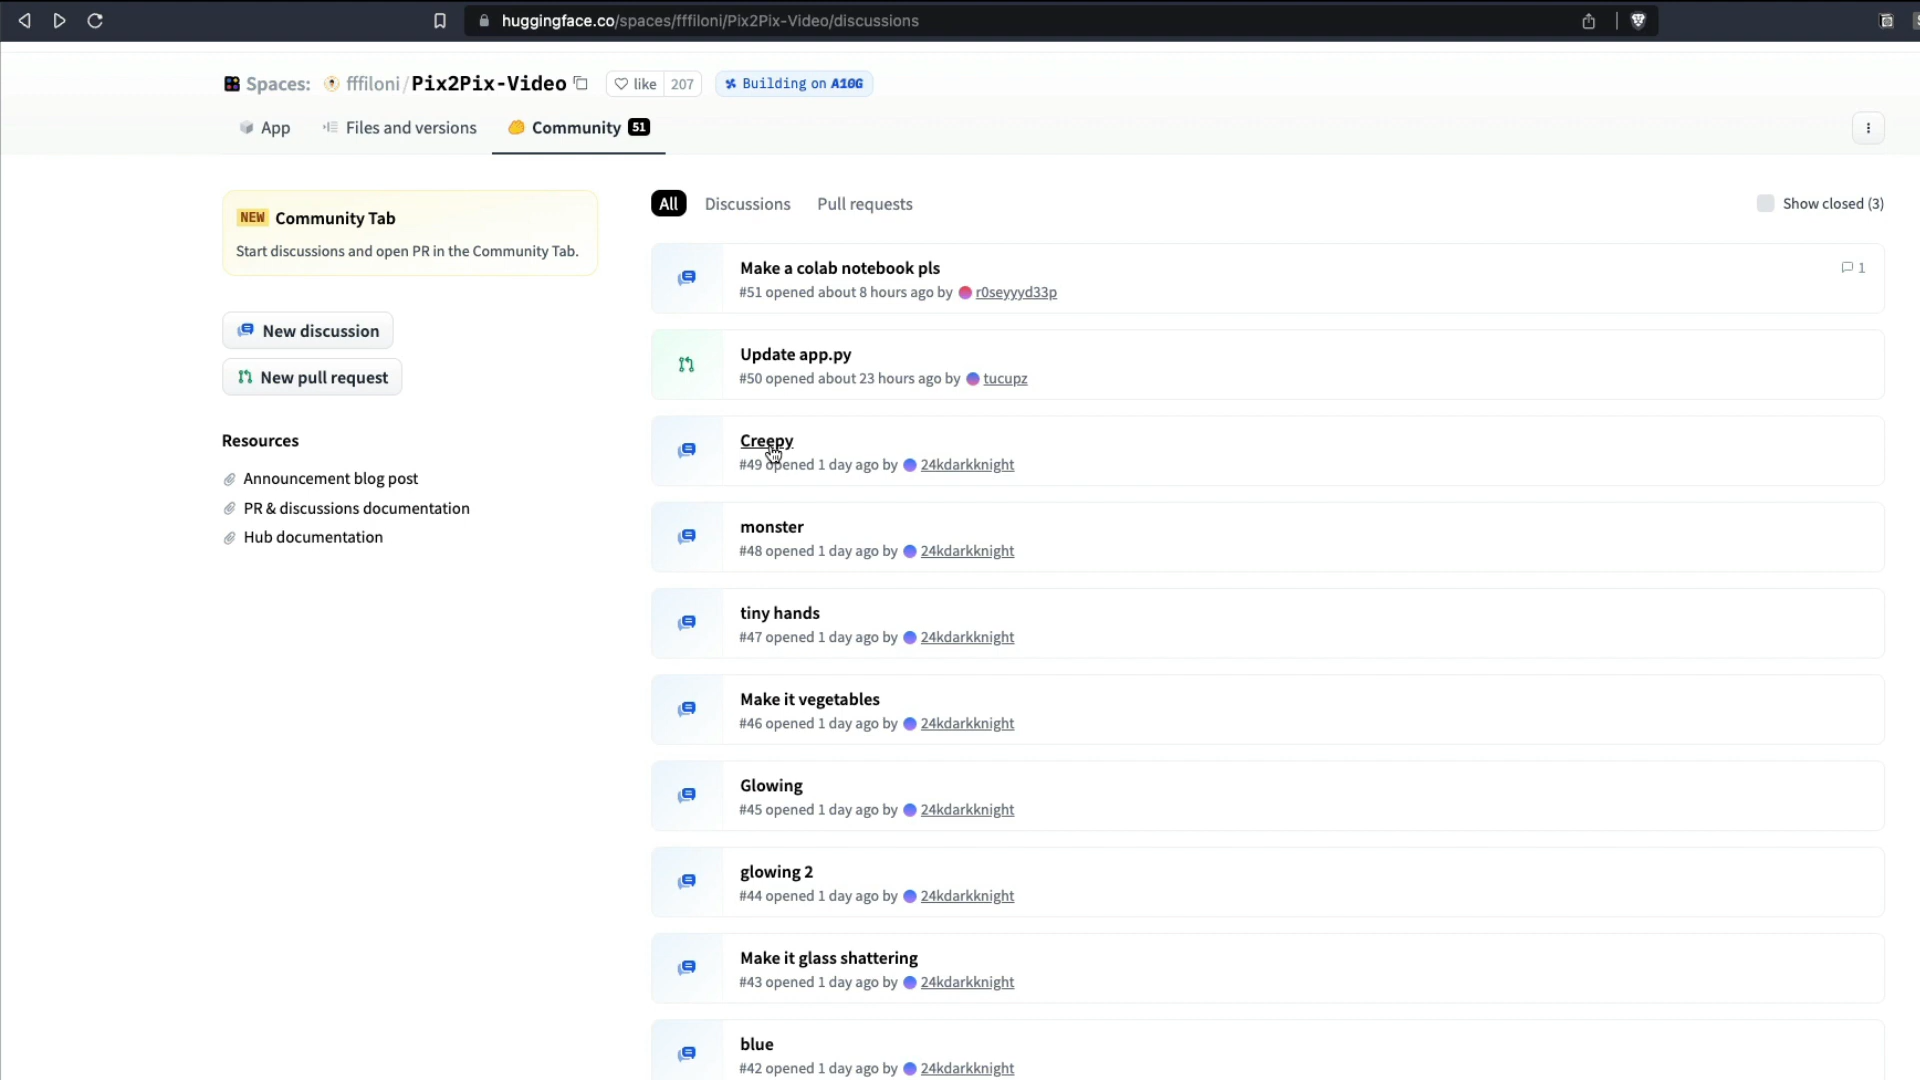 huggingface.co/spaces/fffiloni/Pix2Pix-Video/discussions
Spaces: fffiloni/Pix2Pix-Video like 207 Building on A10G
App Files and versions Community 51
NEW Community Tab
Start discussions and open PR in the Community Tab.
New discussion
New pull request
Resources
Announcement blog post
PR & discussions documentation
Hub documentation
All Discussions Pull requests Show closed (3)
Make a colab notebook pls 1
#51 opened about 8 hours ago by r0seyyyd33p
Update app.py
#50 opened about 23 hours ago by tucupz
Creepy
#49 opened 1 day ago by 24kdarkknight
monster
#48 opened 1 day ago by 24kdarkknight
tiny hands
#47 opened 1 day ago by 24kdarkknight
Make it vegetables
#46 opened 1 day ago by 24kdarkknight
Glowing
#45 opened 1 day ago by 24kdarkknight
glowing 2
#44 opened 1 day ago by 24kdarkknight
Make it glass shattering
#43 opened 1 day ago by 24kdarkknight
blue
#42 opened 1 day ago by 24kdarkknight